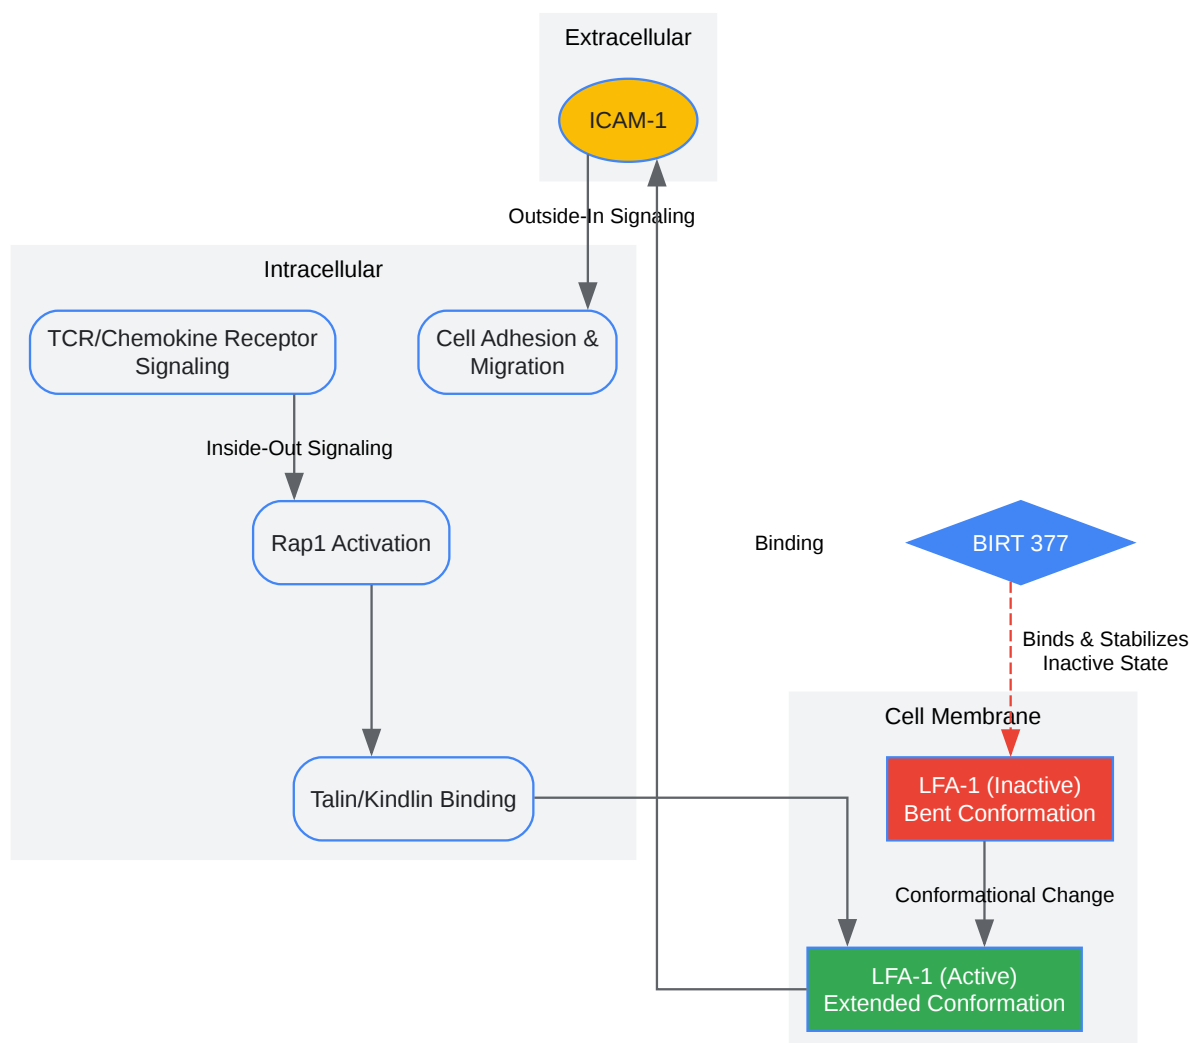 Extracellular
ICAM-1
Outside-In Signaling
Intracellular
TCR/Chemokine Receptor
Signaling
Cell Adhesion &
Migration
Inside-Out Signaling
Rap1 Activation
Binding
BIRT 377
Binds & Stabilizes
Inactive State
Cell Membrane
Talin/Kindlin Binding
LFA-1 (Inactive)
Bent Conformation
Conformational Change
LFA-1 (Active)
Extended Conformation